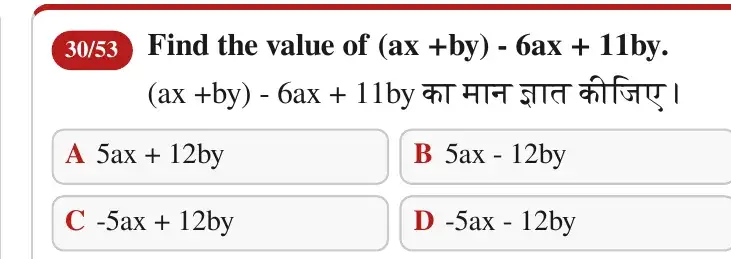 30/53 Find the value of (ax +by) - 6ax + 11by.
(ax +by) - 6ax + 11by का मान ज्ञात कीजिए।
A 5ax + 12by B 5ax - 12by
C -5ax + 12by D -5ax - 12by